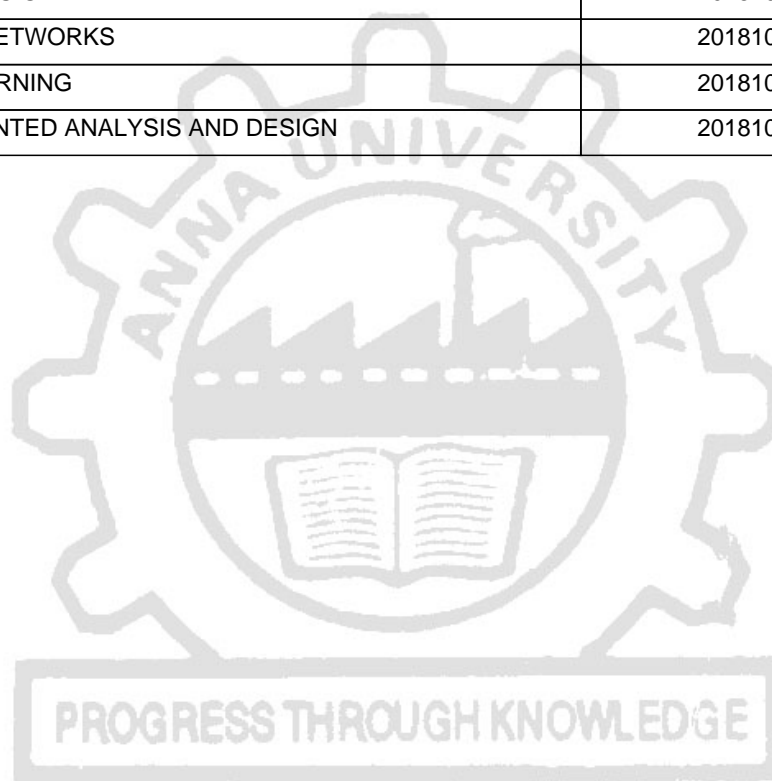 ETWORKS 201810
RNING 201810
NTED ANALYSIS AND DESIGN 201810
ANNA UNIVERSITY
PROGRESS THROUGH KNOWLEDGE